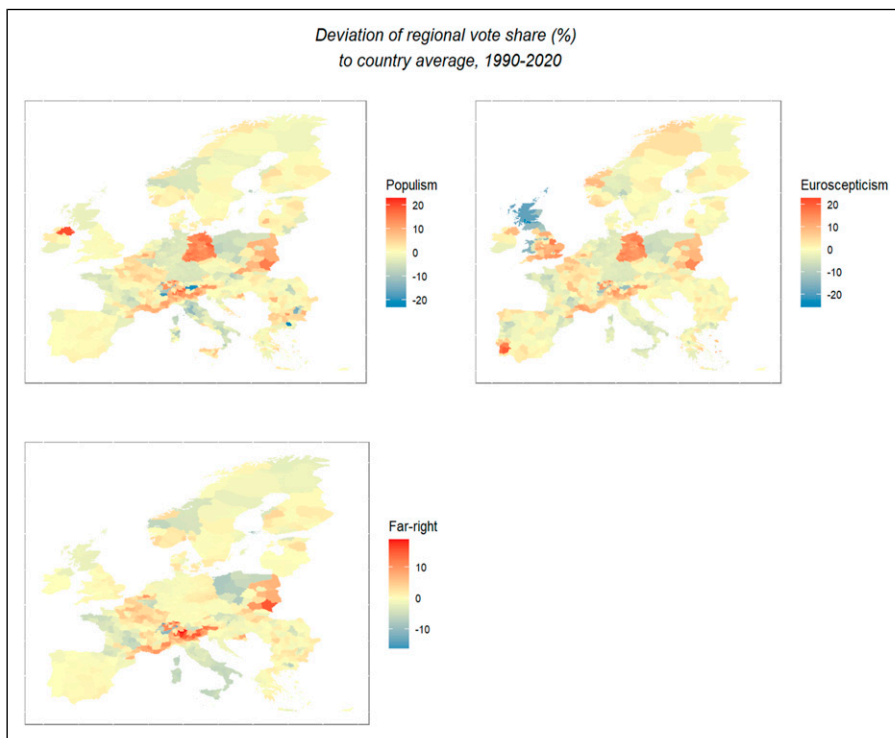 Deviation of regional vote share (%)
to country average, 1990-2020
Populism
20
10
0
-10
-20
Euroscepticism
20
10
0
-10
-20
Far-right
10
0
-10